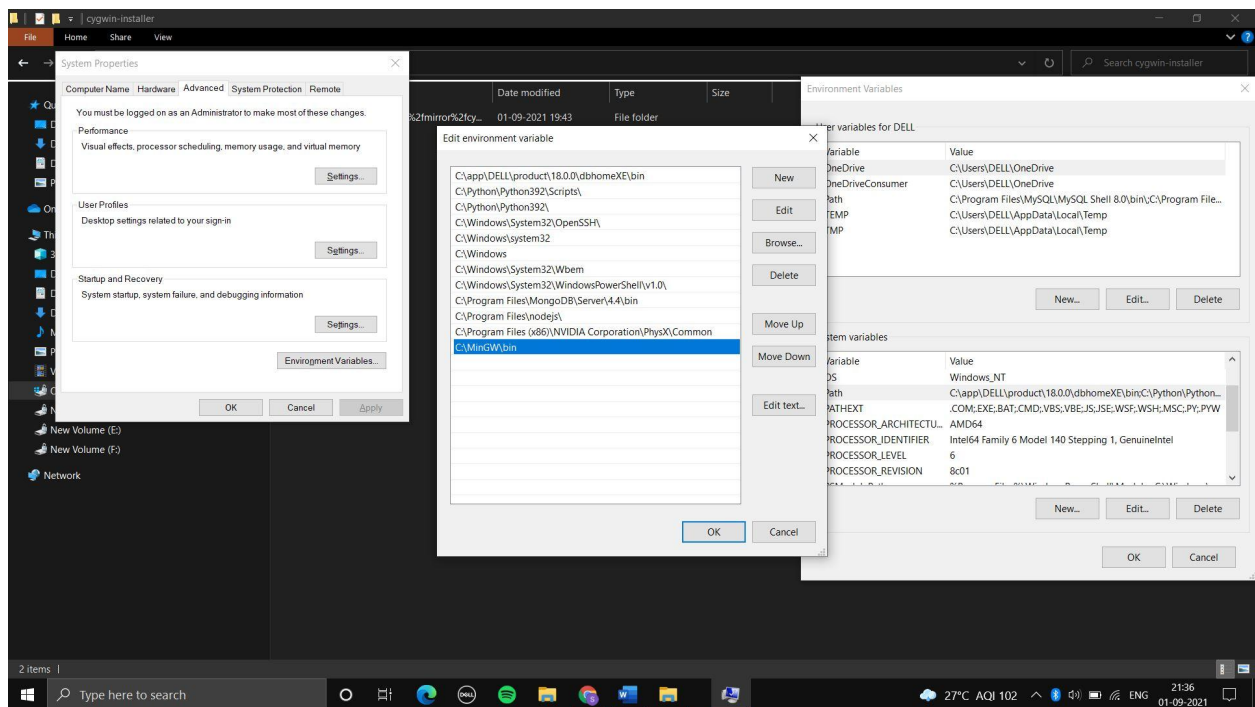 cygwin-installer
File Home Share View
Search cygwin-installer
System Properties
Computer Name Hardware Advanced System Protection Remote
You must be logged on as an Administrator to make most of these changes.
Performance
Visual effects, processor scheduling, memory usage, and virtual memory
Settings...
User Profiles
Desktop settings related to your sign-in
Settings...
Startup and Recovery
System startup, system failure, and debugging information
Settings...
Environment Variables...
OK Cancel Apply
Date modified Type Size
%2fmirror%2fcy... 01-09-2021 19:43 File folder
Edit environment variable
C:\app\DELL\product\18.0.0\dbhomeXE\bin
C:\Python\Python392\Scripts\
C:\Python\Python392\
C:\Windows\System32\OpenSSH\
C:\Windows\system32
C:\Windows
C:\Windows\System32\Wbem
C:\Windows\System32\WindowsPowerShell\v1.0\
C:\Program Files\MongoDB\Server\4.4\bin
C:\Program Files\nodejs\
C:\Program Files (x86)\NVIDIA Corporation\PhysX\Common
C:\MinGW\bin
New
Edit
Browse...
Delete
Move Up
Move Down
Edit text...
OK Cancel
Environment Variables
er variables for DELL
Variable Value
OneDrive C:\Users\DELL\OneDrive
OneDriveConsumer C:\Users\DELL\OneDrive
Path C:\Program Files\MySQL\MySQL Shell 8.0\bin\;C:\Program File...
TEMP C:\Users\DELL\AppData\Local\Temp
TMP C:\Users\DELL\AppData\Local\Temp
New... Edit... Delete
stem variables
Variable Value
OS Windows_NT
Path C:\app\DELL\product\18.0.0\dbhomeXE\bin;C:\Python\Python...
PATHEXT .COM;.EXE;.BAT;.CMD;.VBS;.VBE;.JS;.JSE;.WSF;.WSH;.MSC;.PY;.PYW
PROCESSOR_ARCHITECTU... AMD64
PROCESSOR_IDENTIFIER Intel64 Family 6 Model 140 Stepping 1, GenuineIntel
PROCESSOR_LEVEL 6
PROCESSOR_REVISION 8c01
New... Edit... Delete
OK Cancel
Qu
On
Th
New Volume (E:)
New Volume (F:)
Network
2 items
Type here to search
DELL
27°C AQI 102 ENG
21:36
01-09-2021